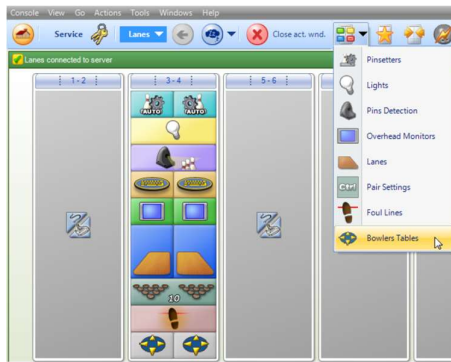 Console View Go Actions Tools Windows Help
Service Lanes Close act. wnd.
Lanes connected to server
1-2 3-4 5-6
Pinsetters
AUTO AUTO
Lights
Pins Detection
Overhead Monitors
Lanes
Ctrl Pair Settings
Foul Lines
Bowlers Tables
10